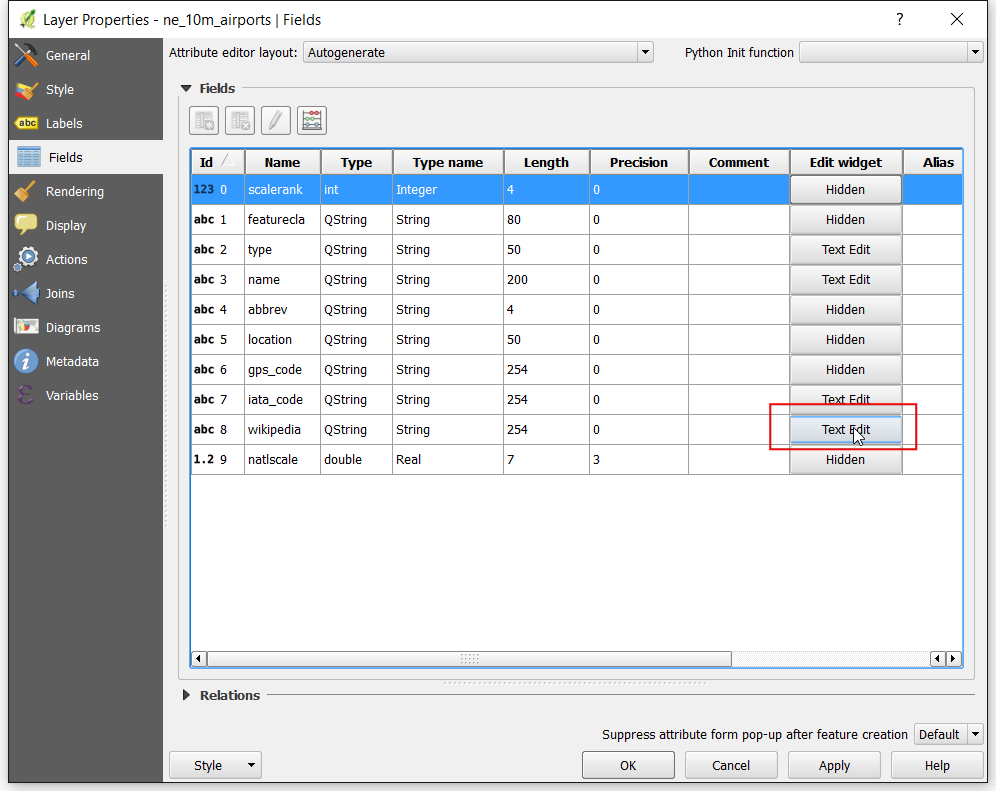 Layer Properties - ne_10m_airports | Fields ?
General
Style
abc Labels
Fields
Rendering
Display
Actions
Joins
Diagrams
Metadata
Variables
Attribute editor layout: Autogenerate Python Init function
Fields
Id Name Type Type name Length Precision Comment Edit widget Alias
123 0 scalerank int Integer 4 0 Hidden
abc 1 featurecla QString String 80 0 Hidden
abc 2 type QString String 50 0 Text Edit
abc 3 name QString String 200 0 Text Edit
abc 4 abbrev QString String 4 0 Hidden
abc 5 location QString String 50 0 Hidden
abc 6 gps_code QString String 254 0 Hidden
abc 7 iata_code QString String 254 0 Text Edit
abc 8 wikipedia QString String 254 0 Text Edit
1.2 9 natlscale double Real 7 3 Hidden
Relations
Suppress attribute form pop-up after feature creation Default
Style OK Cancel Apply Help